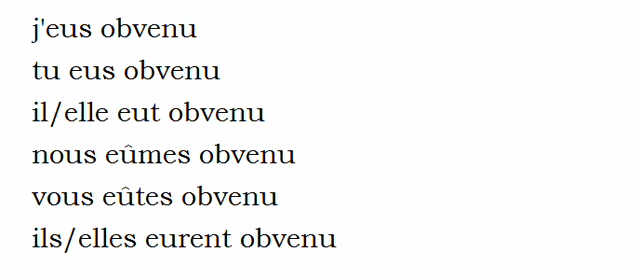 j'eus obvenu
tu eus obvenu
il/elle eut obvenu
nous eûmes obvenu
vous eûtes obvenu
ils/elles eurent obvenu